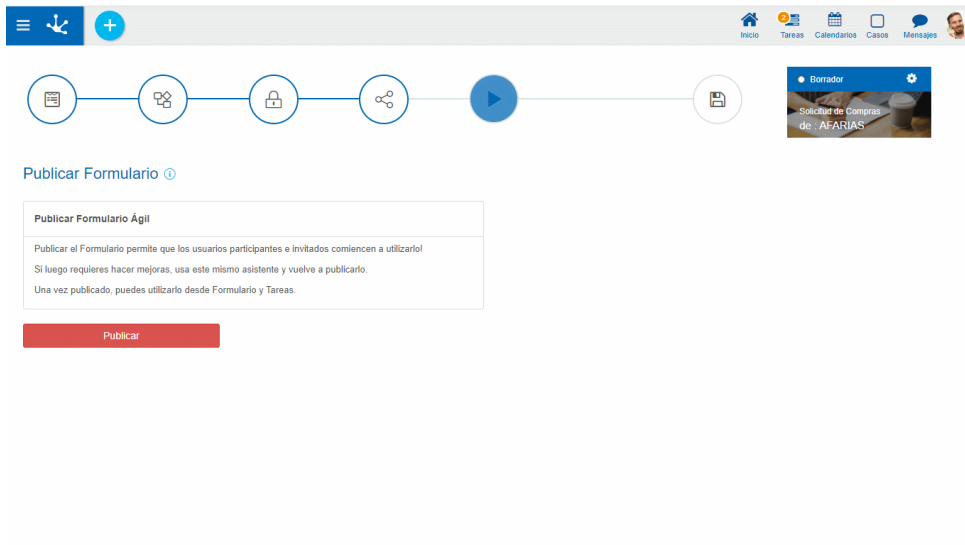 2
Inicio
Tareas
Calendarios
Casos
Mensajes
Borrador
Solicitud de Compras
de : AFARIAS
Publicar Formulario
Publicar Formulario Ágil
Publicar el Formulario permite que los usuarios participantes e invitados comiencen a utilizarlo!
Si luego requieres hacer mejoras, usa este mismo asistente y vuelve a publicarlo.
Una vez publicado, puedes utilizarlo desde Formulario y Tareas.
Publicar